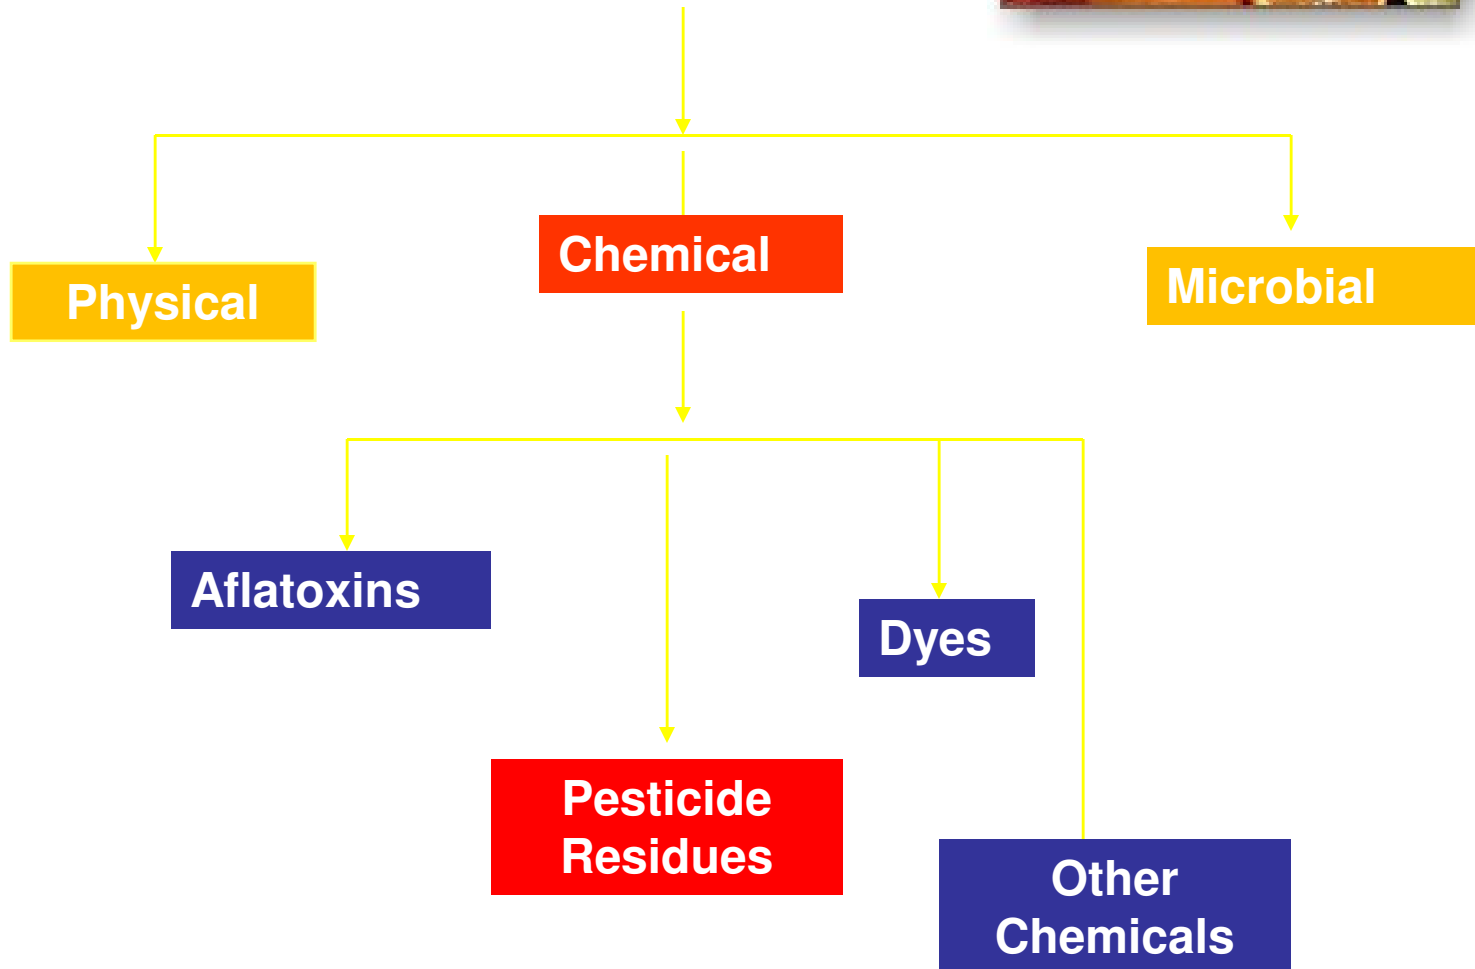 Chemical
Physical
Microbial
Aflatoxins
Dyes
Pesticide
Residues
Other
Chemicals